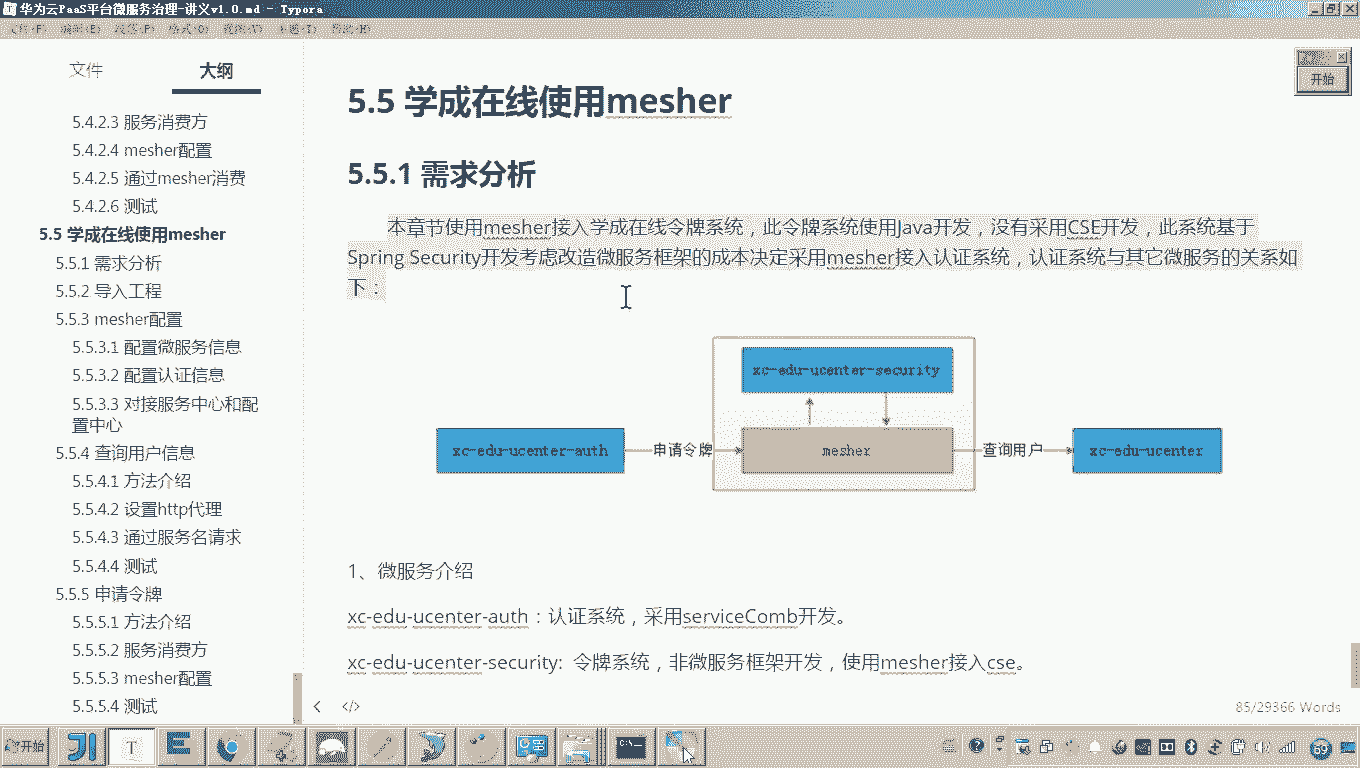 华为云PaaS平台微服务治理-讲义v1.0.md - Typora
文件
大纲
5.4.2.3 服务消费方
5.4.2.4 mesher配置
5.4.2.5 通过mesher消费
5.4.2.6 测试
5.5 学成在线使用mesher
5.5.1 需求分析
5.5.2 导入工程
5.5.3 mesher配置
5.5.3.1 配置微服务信息
5.5.3.2 配置认证信息
5.5.3.3 对接服务中心和配
置中心
5.5.4 查询用户信息
5.5.4.1 方法介绍
5.5.4.2 设置http代理
5.5.4.3 通过服务名请求
5.5.4.4 测试
5.5.5 申请令牌
5.5.5.1 方法介绍
5.5.5.2 服务消费方
5.5.5.3 mesher配置
5.5.5.4 测试
开始
5.5 学成在线使用mesher
5.5.1 需求分析
本章节使用mesher接入学成在线令牌系统，此令牌系统使用Java开发，没有采用CSE开发，此系统基于
Spring Security开发考虑改造微服务框架的成本决定采用mesher接入认证系统，认证系统与其它微服务的关系如
下：
xc-edu-ucenter-security
xc-edu-ucenter-auth
申请令牌
mesher
查询用户
xc-edu-ucenter
1、微服务介绍
xc-edu-ucenter-auth：认证系统，采用serviceComb开发。
xc-edu-ucenter-security: 令牌系统，非微服务框架开发，使用mesher接入cse。
85/29366 Words
开始
69